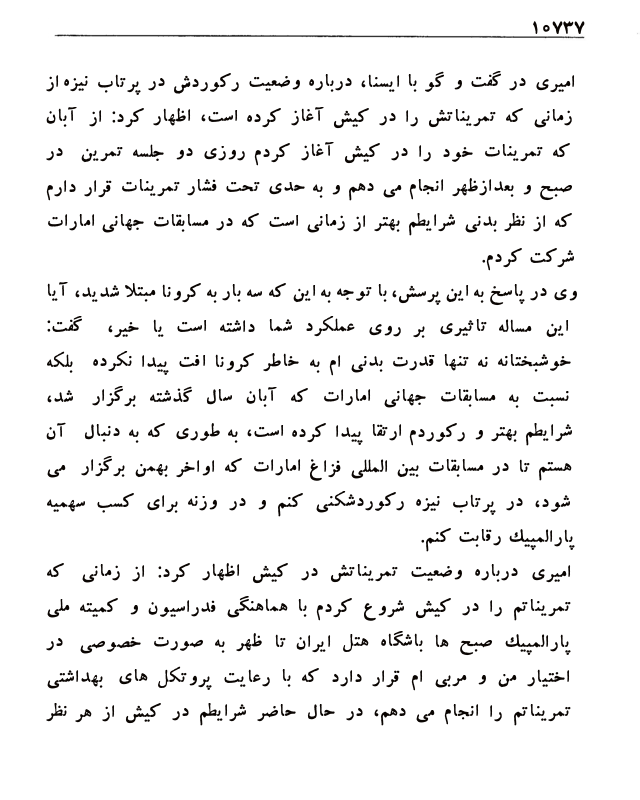 ۱۰۷۳۷
امیری در گفت و گو با ایسنا، درباره وضعیت رکوردش در پرتاب نیزه از
زمانی که تمریناتش را در کیش آغاز کرده است، اظهار کرد: از آبان
که تمرینات خود را در کیش آغاز کردم روزی دو جلسه تمرین در
صبح و بعدازظهر انجام می دهم و به حدی تحت فشار تمرینات قرار دارم
که از نظر بدنی شرایطم بهتر از زمانی است که در مسابقات جهانی امارات
شرکت کردم.
وی در پاسخ به این پرسش، با توجه به این که سه بار به کرونا مبتلا شدید، آیا
این مساله تاثیری بر روی عملکرد شما داشته است یا خیر، گفت:
خوشبختانه نه تنها قدرت بدنی ام به خاطر کرونا افت پیدا نکرده بلکه
نسبت به مسابقات جهانی امارات که آبان سال گذشته برگزار شد،
شرایطم بهتر و رکوردم ارتقا پیدا کرده است، به طوری که به دنبال آن
هستم تا در مسابقات بین المللی فزاغ امارات که اواخر بهمن برگزار می
شود، در پرتاب نیزه رکوردشکنی کنم و در وزنه برای کسب سهمیه
پارالمپیك رقابت کنم.
امیری درباره وضعیت تمریناتش در کیش اظهار کرد: از زمانی که
تمریناتم را در کیش شروع کردم با هماهنگی فدراسیون و کمیته ملی
پارالمپیك صبح ها باشگاه هتل ایران تا ظهر به صورت خصوصی در
اختیار من و مربی ام قرار دارد که با رعایت پروتکل های بهداشتی
تمریناتم را انجام می دهم، در حال حاضر شرایطم در کیش از هر نظر